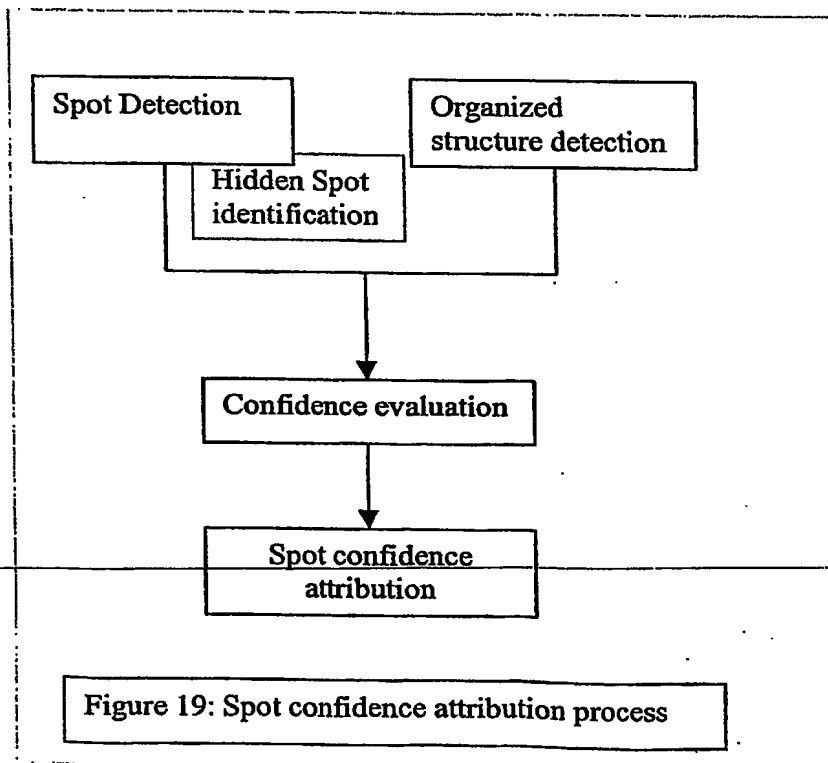 Spot Detection
Organized
structure detection
Hidden Spot
identification
Confidence evaluation
Spot confidence
attribution
Figure 19: Spot confidence attribution process